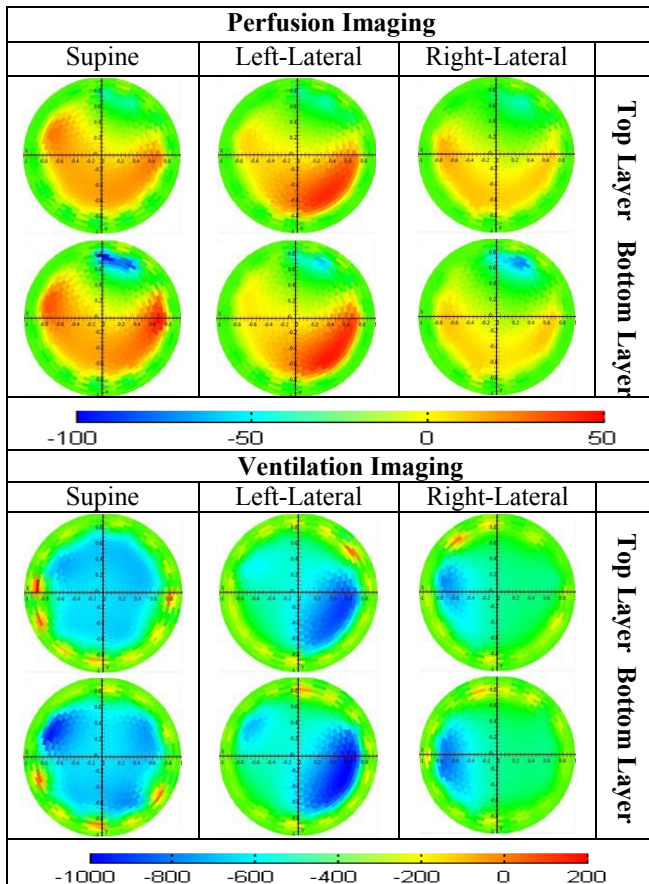 Perfusion Imaging
Supine Left-Lateral Right-Lateral
Top Layer Bottom Layer
-100 -50 0 50
Ventilation Imaging
Supine Left-Lateral Right-Lateral
Top Layer Bottom Layer
-1000 -800 -600 -400 -200 0 200